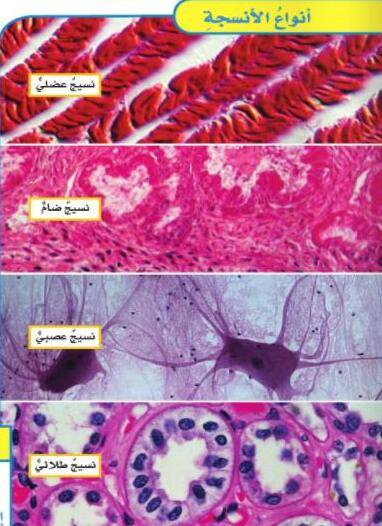 أنواعُ الأنسجةِ
نسيجٌ عضليٌّ
نسيجٌ ضامٌّ
نسيجٌ عصبيٌّ
نسيجٌ طلائيٌّ